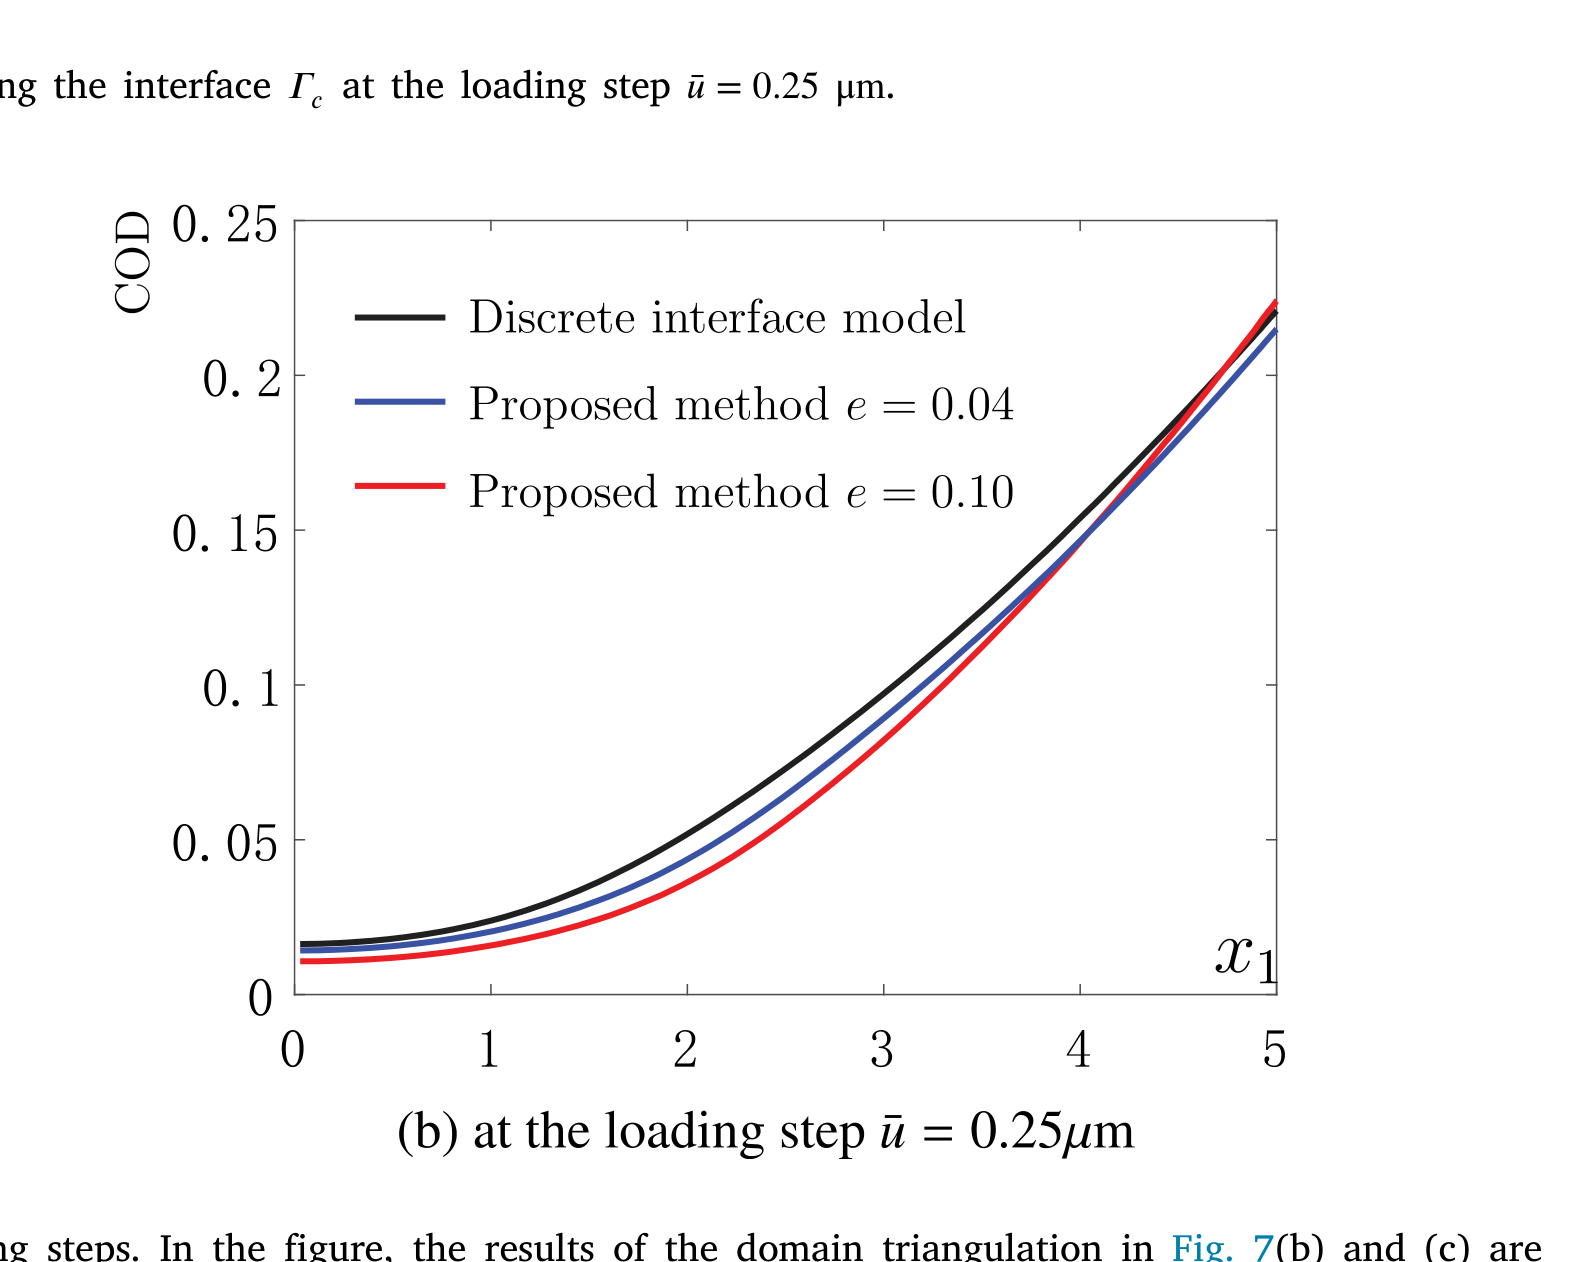 ng the interface Γc at the loading step ū = 0.25 μm.
COD
0. 25
0. 2
0. 15
0. 1
0. 05
0
Discrete interface model
Proposed method e = 0.04
Proposed method e = 0.10
x1
0 1 2 3 4 5
(b) at the loading step ū = 0.25μm
ng steps. In the figure, the results of the domain triangulation in Fig. 7(b) and (c) are